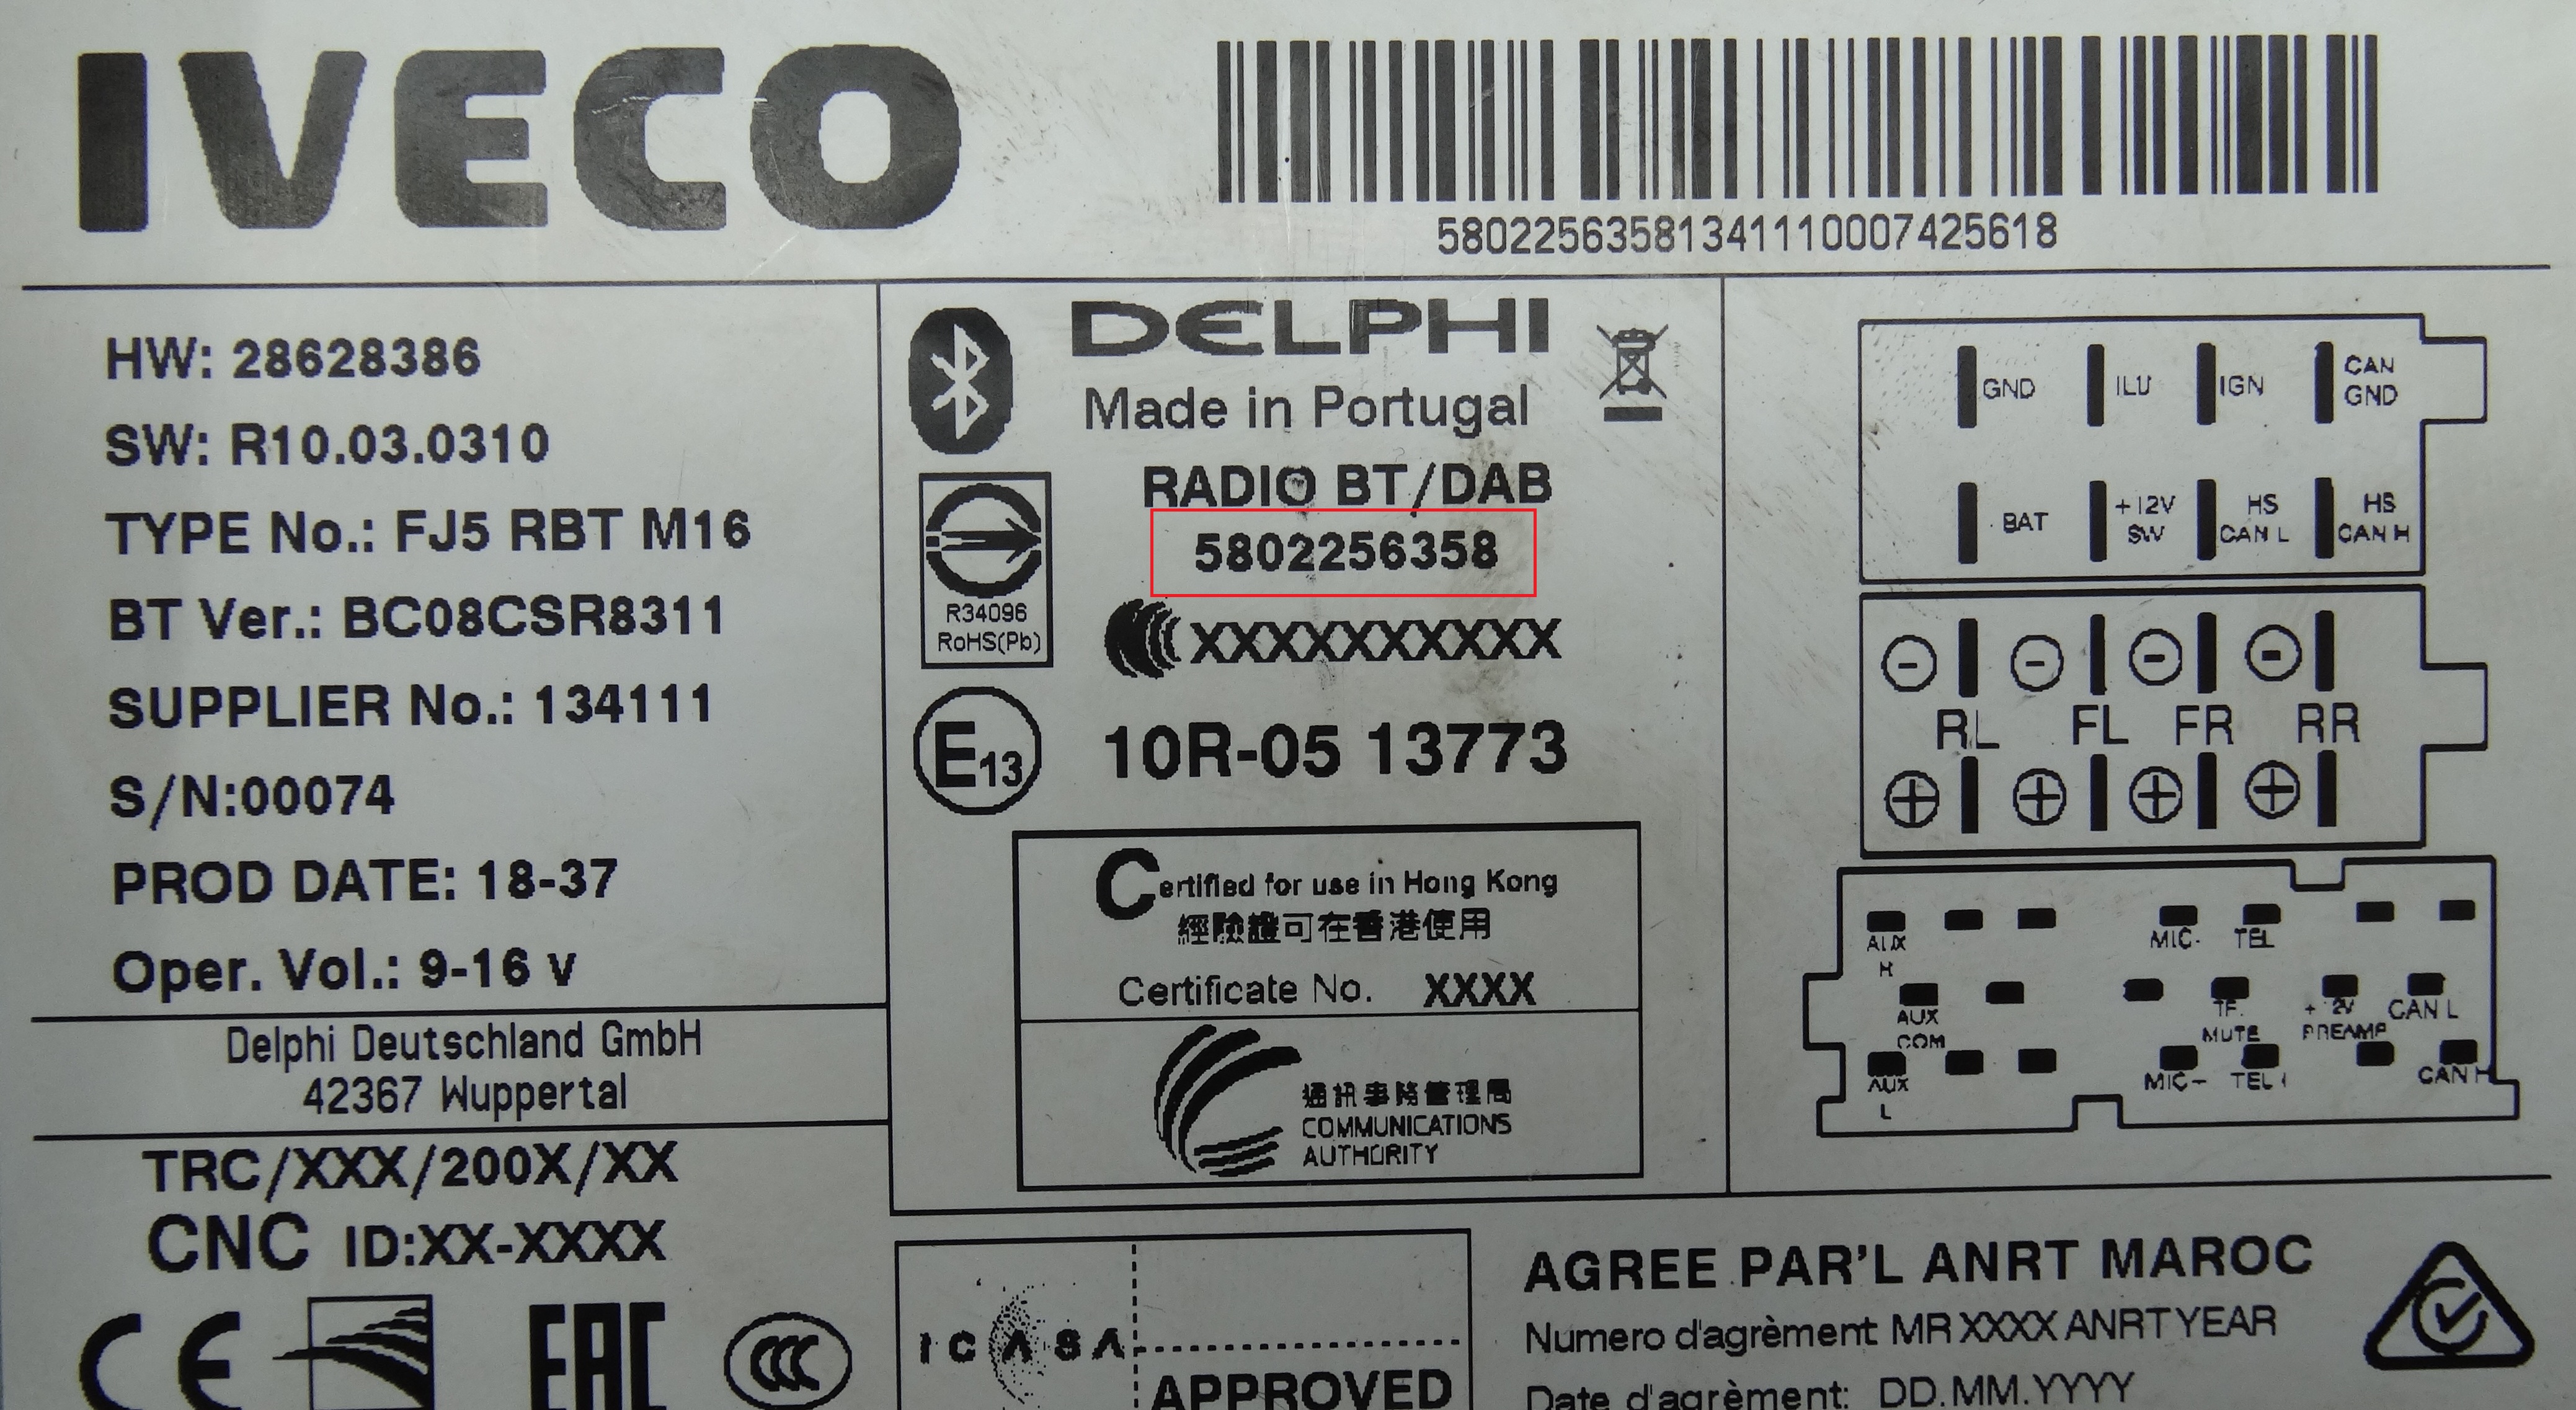 IVECO
58022563581341110007425618
HW: 28628386
SW: R10.03.0310
TYPE No.: FJ5 RBT M16
BT Ver.: BC08CSR8311
SUPPLIER No.: 134111
S/N:00074
PROD DATE: 18-37
Oper. Vol.: 9-16 v
Delphi Deutschland GmbH
42367 Wuppertal
TRC/XXX/200X/XX
CNC ID:XX-XXXX
CE
EAC
CCC
DELPHI
Made in Portugal
RADIO BT/DAB
5802256358
XXXXXXXXXX
R34096
RoHS(Pb)
E13
10R-05 13773
Certified for use in Hong Kong
經驗證可在香港使用
Certificate No. XXXX
通訊事務管理局
COMMUNICATIONS
AUTHORITY
ICASA
APPROVED
GND ILU IGN CAN GND
BAT +12V SW HS CAN L HS CAN H
- - - -
RL FL FR RR
+ + + +
AUX MIC- TEL
R
AUX CAN L
COM MUTE PREAMP
AUX TEL CAN H
L
AGREE PAR'L ANRT MAROC
Numero d'agrèment MR XXXX ANRT YEAR
Date d'agrèment: DD.MM.YYYY